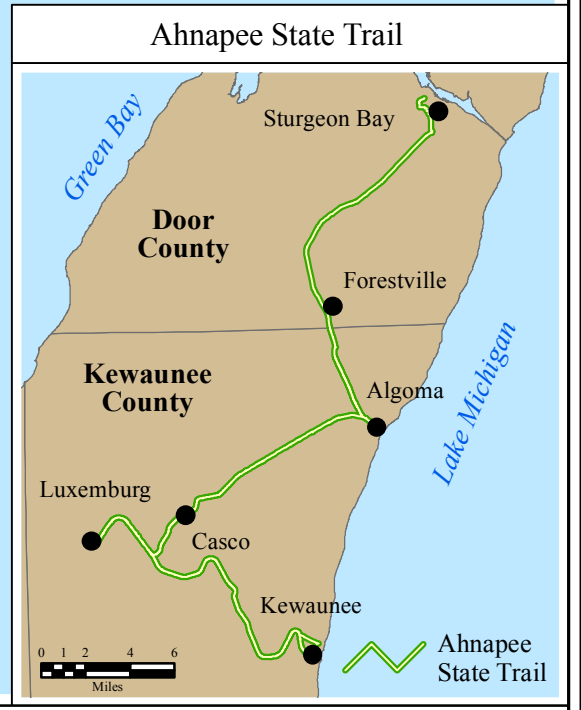 Ahnapee State Trail
Green Bay
Sturgeon Bay
Door
County
Forestville
Kewaunee
County
Algoma
Lake Michigan
Luxemburg
Casco
Kewaunee
0 1 2 4 6
Miles
Ahnapee
State Trail